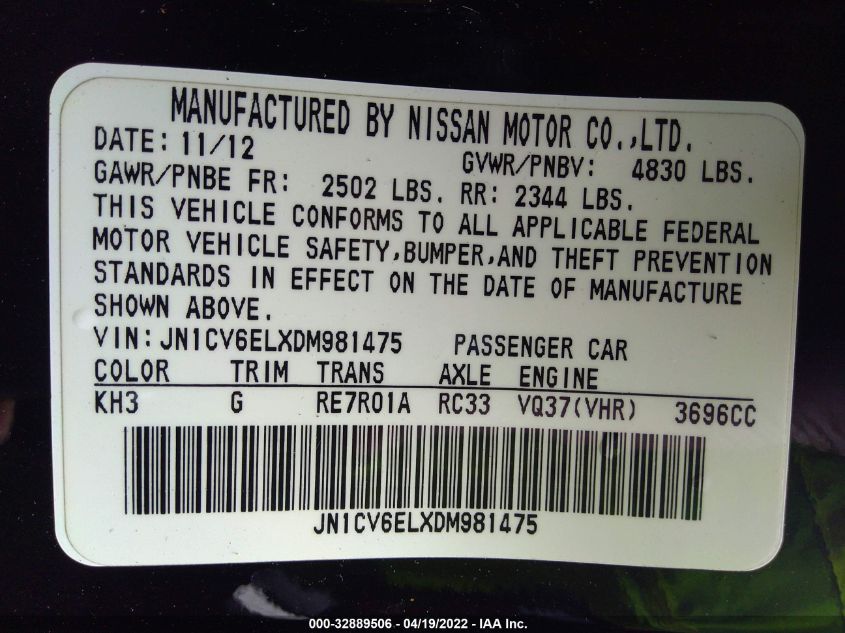 MANUFACTURED BY NISSAN MOTOR CO.,LTD.
DATE: 11/12 GVWR/PNBV: 4830 LBS.
GAWR/PNBE FR: 2502 LBS. RR: 2344 LBS.
THIS VEHICLE CONFORMS TO ALL APPLICABLE FEDERAL
MOTOR VEHICLE SAFETY,BUMPER,AND THEFT PREVENTION
STANDARDS IN EFFECT ON THE DATE OF MANUFACTURE
SHOWN ABOVE.
VIN:JN1CV6ELXDM981475 PASSENGER CAR
COLOR TRIM TRANS AXLE ENGINE
KH3 G RE7R01A RC33 VQ37(VHR) 3696CC
JN1CV6ELXDM981475
000-32889506 - 04/19/2022 - IAA Inc.